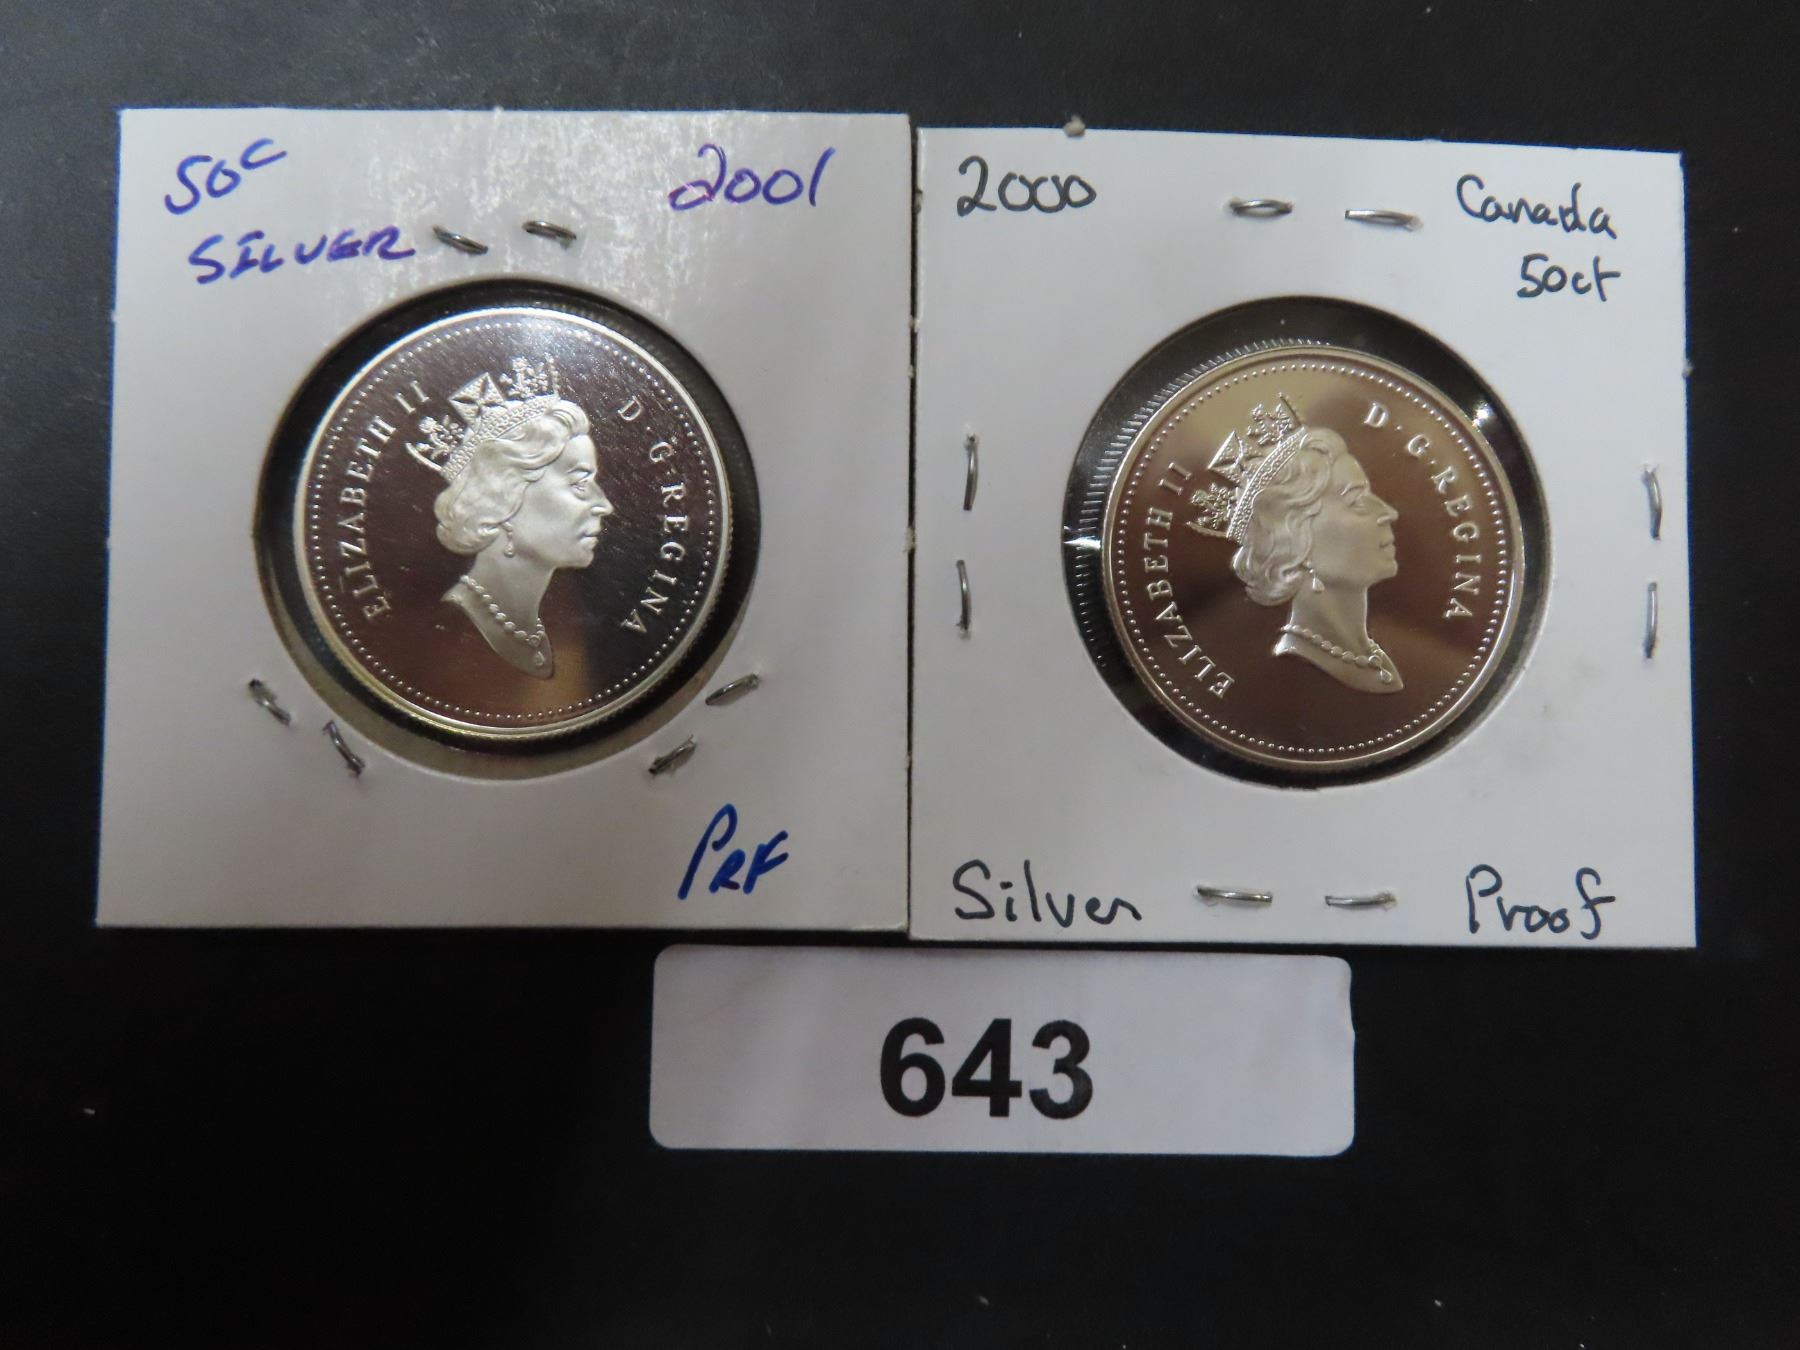 50c 2001
SILVER
ELIZABETH II D·G·REGINA
PRF
2000 Canada
50ct
ELIZABETH II D·G·REGINA
Silver Proof
643